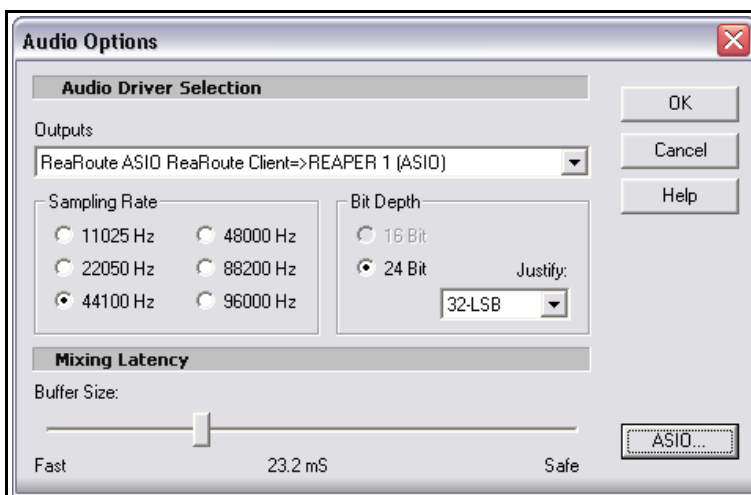 Audio Options
Audio Driver Selection
OK
Outputs
Cancel
ReaRoute ASIO ReaRoute Client=>REAPER 1 (ASIO)
Help
Sampling Rate
Bit Depth
11025 Hz
48000 Hz
16 Bit
22050 Hz
88200 Hz
24 Bit
Justify:
44100 Hz
96000 Hz
32-LSB
Mixing Latency
Buffer Size:
ASIO...
Fast
23.2 mS
Safe